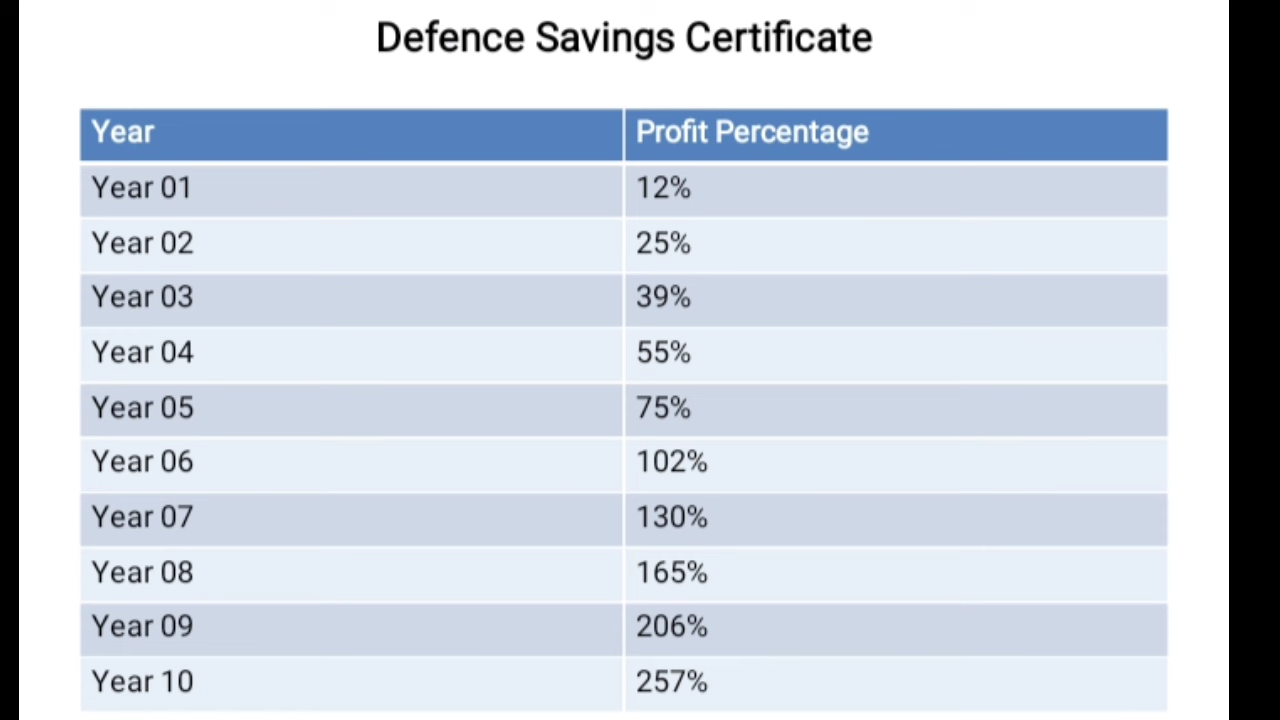 Defence Savings Certificate
Year Profit Percentage
Year 01 12%
Year 02 25%
Year 03 39%
Year 04 55%
Year 05 75%
Year 06 102%
Year 07 130%
Year 08 165%
Year 09 206%
Year 10 257%